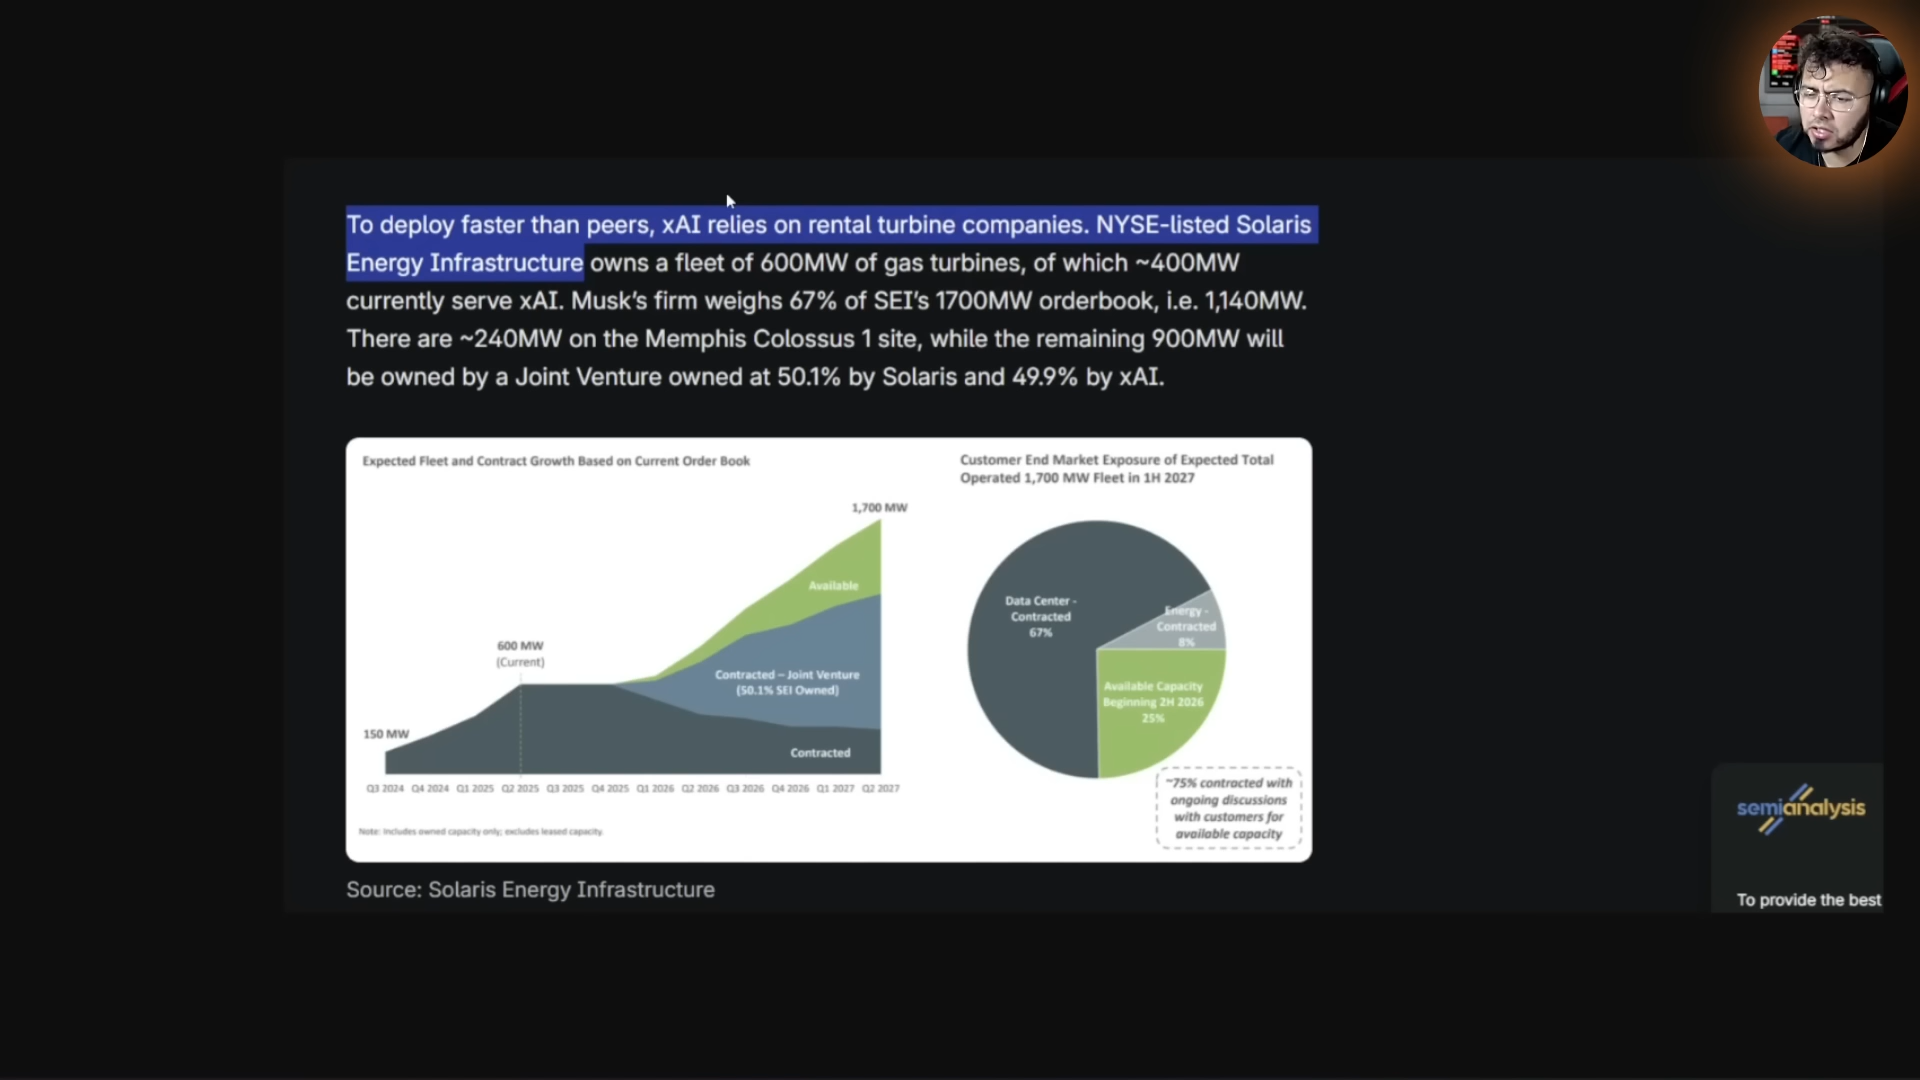 To deploy faster than peers, xAI relies on rental turbine companies. NYSE-listed Solaris
Energy Infrastructure owns a fleet of 600MW of gas turbines, of which ~400MW
currently serve xAI. Musk's firm weighs 67% of SEI's 1700MW orderbook, i.e. 1,140MW.
There are ~240MW on the Memphis Colossus 1 site, while the remaining 900MW will
be owned by a Joint Venture owned at 50.1% by Solaris and 49.9% by xAI.
Expected Fleet and Contract Growth Based on Current Order Book
1,700 MW
Available
600 MW
(Current)
Contracted – Joint Venture
(50.1% SEI Owned)
150 MW
Contracted
Q3 2024 Q4 2024 Q1 2025 Q2 2025 Q3 2025 Q4 2025 Q1 2026 Q2 2026 Q3 2026 Q4 2026 Q1 2027 Q2 2027
Note: Includes owned capacity only; excludes leased capacity.
Customer End Market Exposure of Expected Total
Operated 1,700 MW Fleet in 1H 2027
Data Center -
Contracted
67%
Energy -
Contracted
8%
Available Capacity
Beginning 2H 2026
25%
~75% contracted with
ongoing discussions
with customers for
available capacity
Source: Solaris Energy Infrastructure
semianalysis
To provide the best